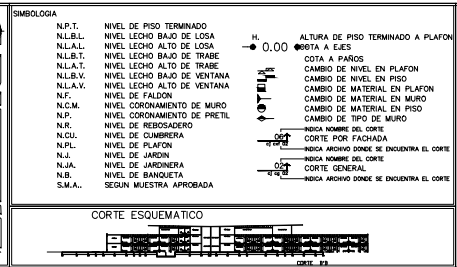 SIMBOLOGIA
N.P.T. NIVEL DE PISO TERMINADO
N.L.B.L. NIVEL LECHO BAJO DE LOSA
N.L.A.L. NIVEL LECHO ALTO DE LOSA
N.L.B.T. NIVEL LECHO BAJO DE TRABE
N.L.A.T. NIVEL LECHO ALTO DE TRABE
N.L.B.V. NIVEL LECHO BAJO DE VENTANA
N.L.A.V. NIVEL LECHO ALTO DE VENTANA
N.F. NIVEL DE FALDON
N.C.M. NIVEL CORONAMIENTO DE MURO
N.P. NIVEL CORONAMIENTO DE PRETIL
N.R. NIVEL DE REBOSADERO
N.CU. NIVEL DE CUMBRERA
N.PL. NIVEL DE PLAFON
N.J. NIVEL DE JARDIN
N.JA. NIVEL DE JARDINERA
N.B. NIVEL DE BANQUETA
S.M.A.. SEGUN MUESTRA APROBADA
H. ALTURA DE PISO TERMINADO A PLAFON
0.00 COTA A EJES
COTA A PAÑOS
CAMBIO DE NIVEL EN PLAFON
CAMBIO DE NIVEL EN PISO
CAMBIO DE MATERIAL EN PLAFON
CAMBIO DE MATERIAL EN MURO
CAMBIO DE MATERIAL EN PISO
CAMBIO DE TIPO DE MURO
INDICA NOMBRE DEL CORTE
06 CORTE POR FACHADA
INDICA ARCHIVO DONDE SE ENCUENTRA EL CORTE
INDICA NOMBRE DEL CORTE
02 CORTE GENERAL
INDICA ARCHIVO DONDE SE ENCUENTRA EL CORTE
CORTE ESQUEMATICO
CORTE